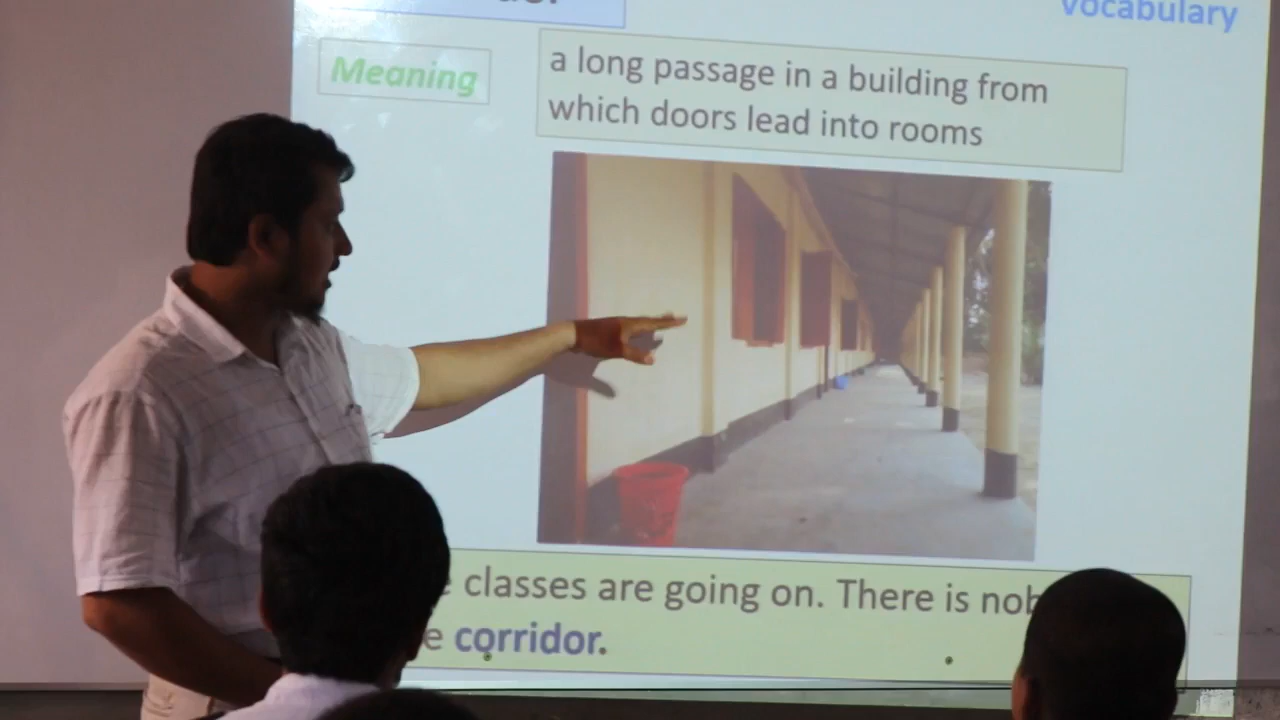 vocabulary
Meaning
a long passage in a building from
which doors lead into rooms
classes are going on. There is
corridor.